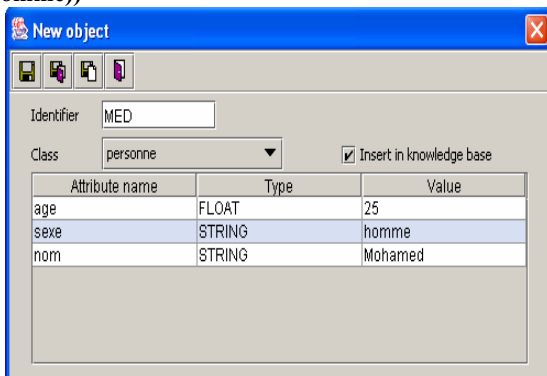 New object
Identifier MED
Class personne Insert in knowledge base
Attribute name Type Value
age FLOAT 25
sexe STRING homme
nom STRING Mohamed